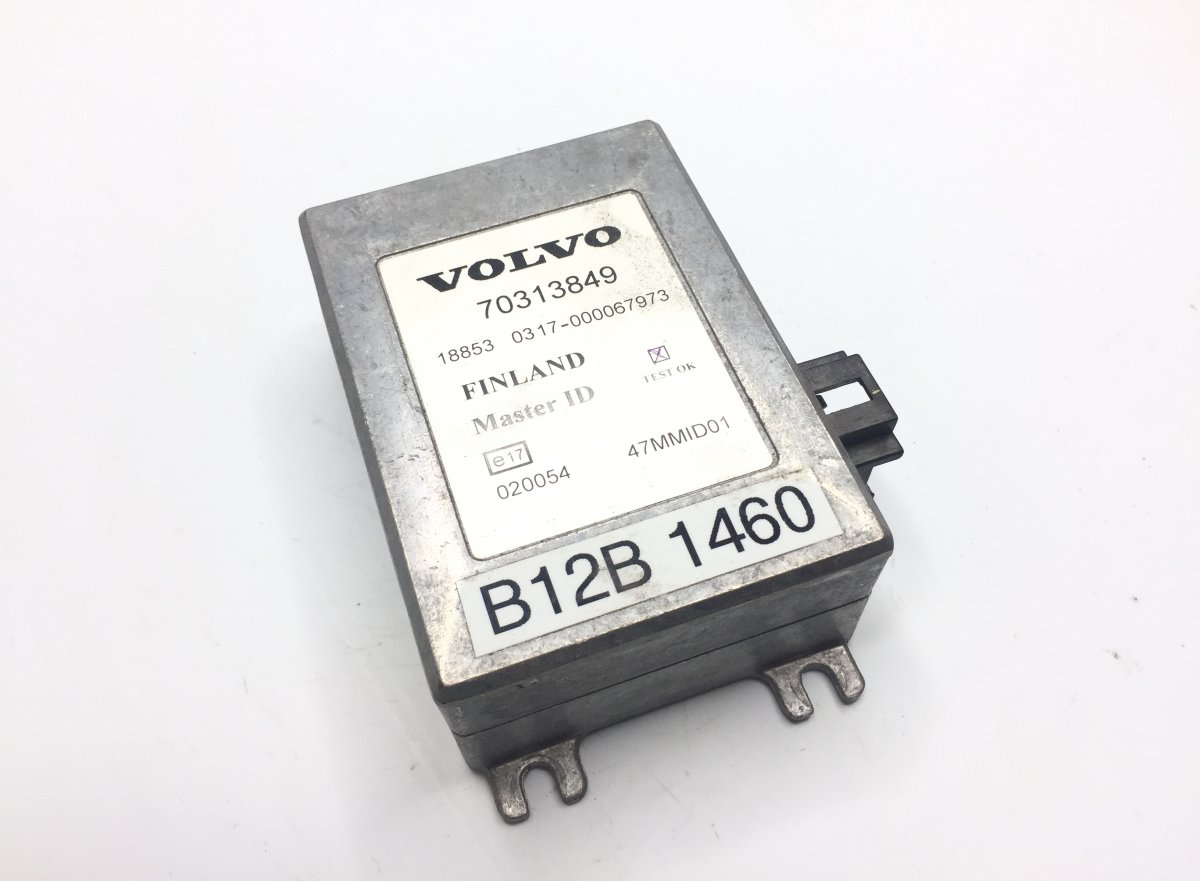 VOLVO
70313849
18853 0317-000067973
FINLAND
TEST OK
Master ID
e17
020054 47MMID01
B12B 1460